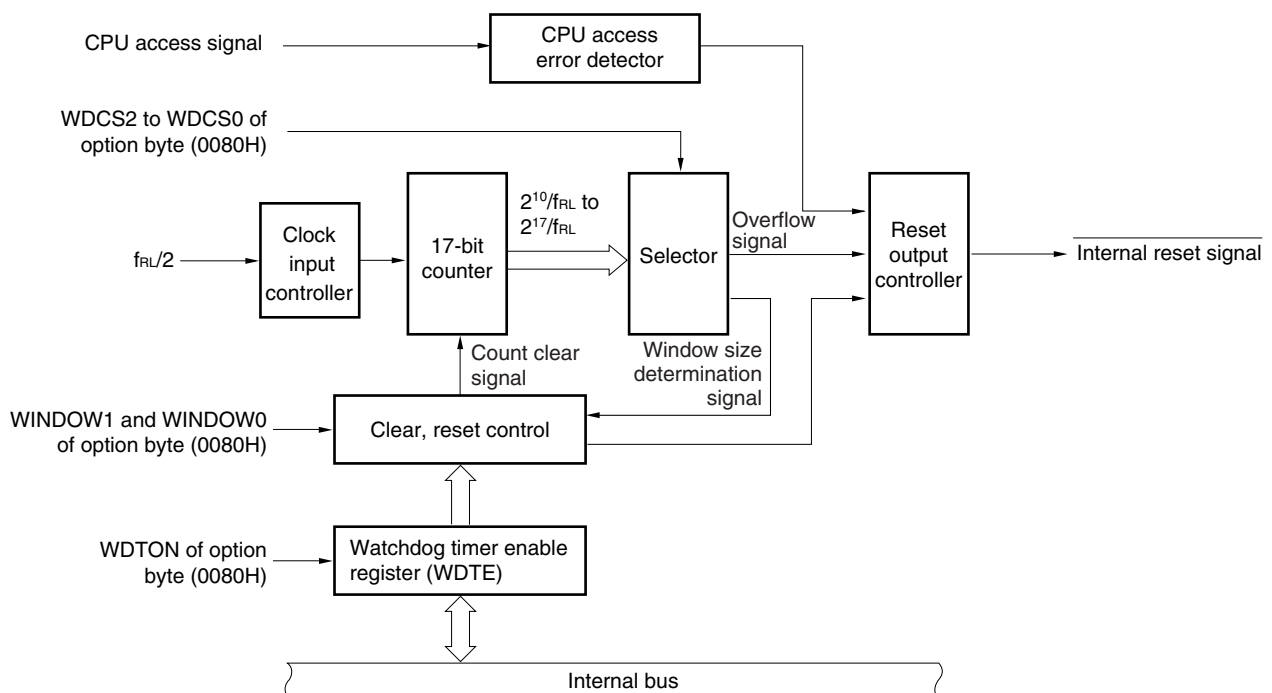 CPU access signal
CPU access
error detector
WDCS2 to WDCS0 of
option byte (0080H)
fRL/2
Clock
input
controller
17-bit
counter
2¹⁰/fRL to
2¹⁷/fRL
Selector
Overflow
signal
Reset
output
controller
Internal reset signal
Count clear
signal
Window size
determination
signal
WINDOW1 and WINDOW0
of option byte (0080H)
Clear, reset control
WDTON of option
byte (0080H)
Watchdog timer enable
register (WDTE)
Internal bus